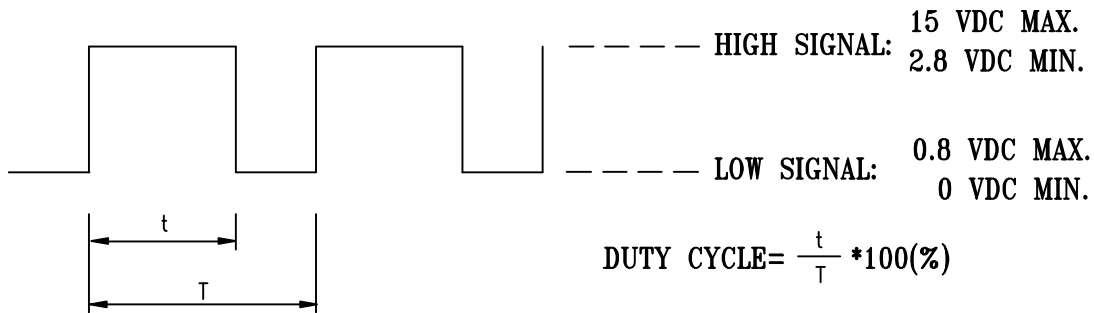 15 VDC MAX.
HIGH SIGNAL:
2.8 VDC MIN.
0.8 VDC MAX.
LOW SIGNAL:
0 VDC MIN.
t
T
DUTY CYCLE= t/T *100(%)